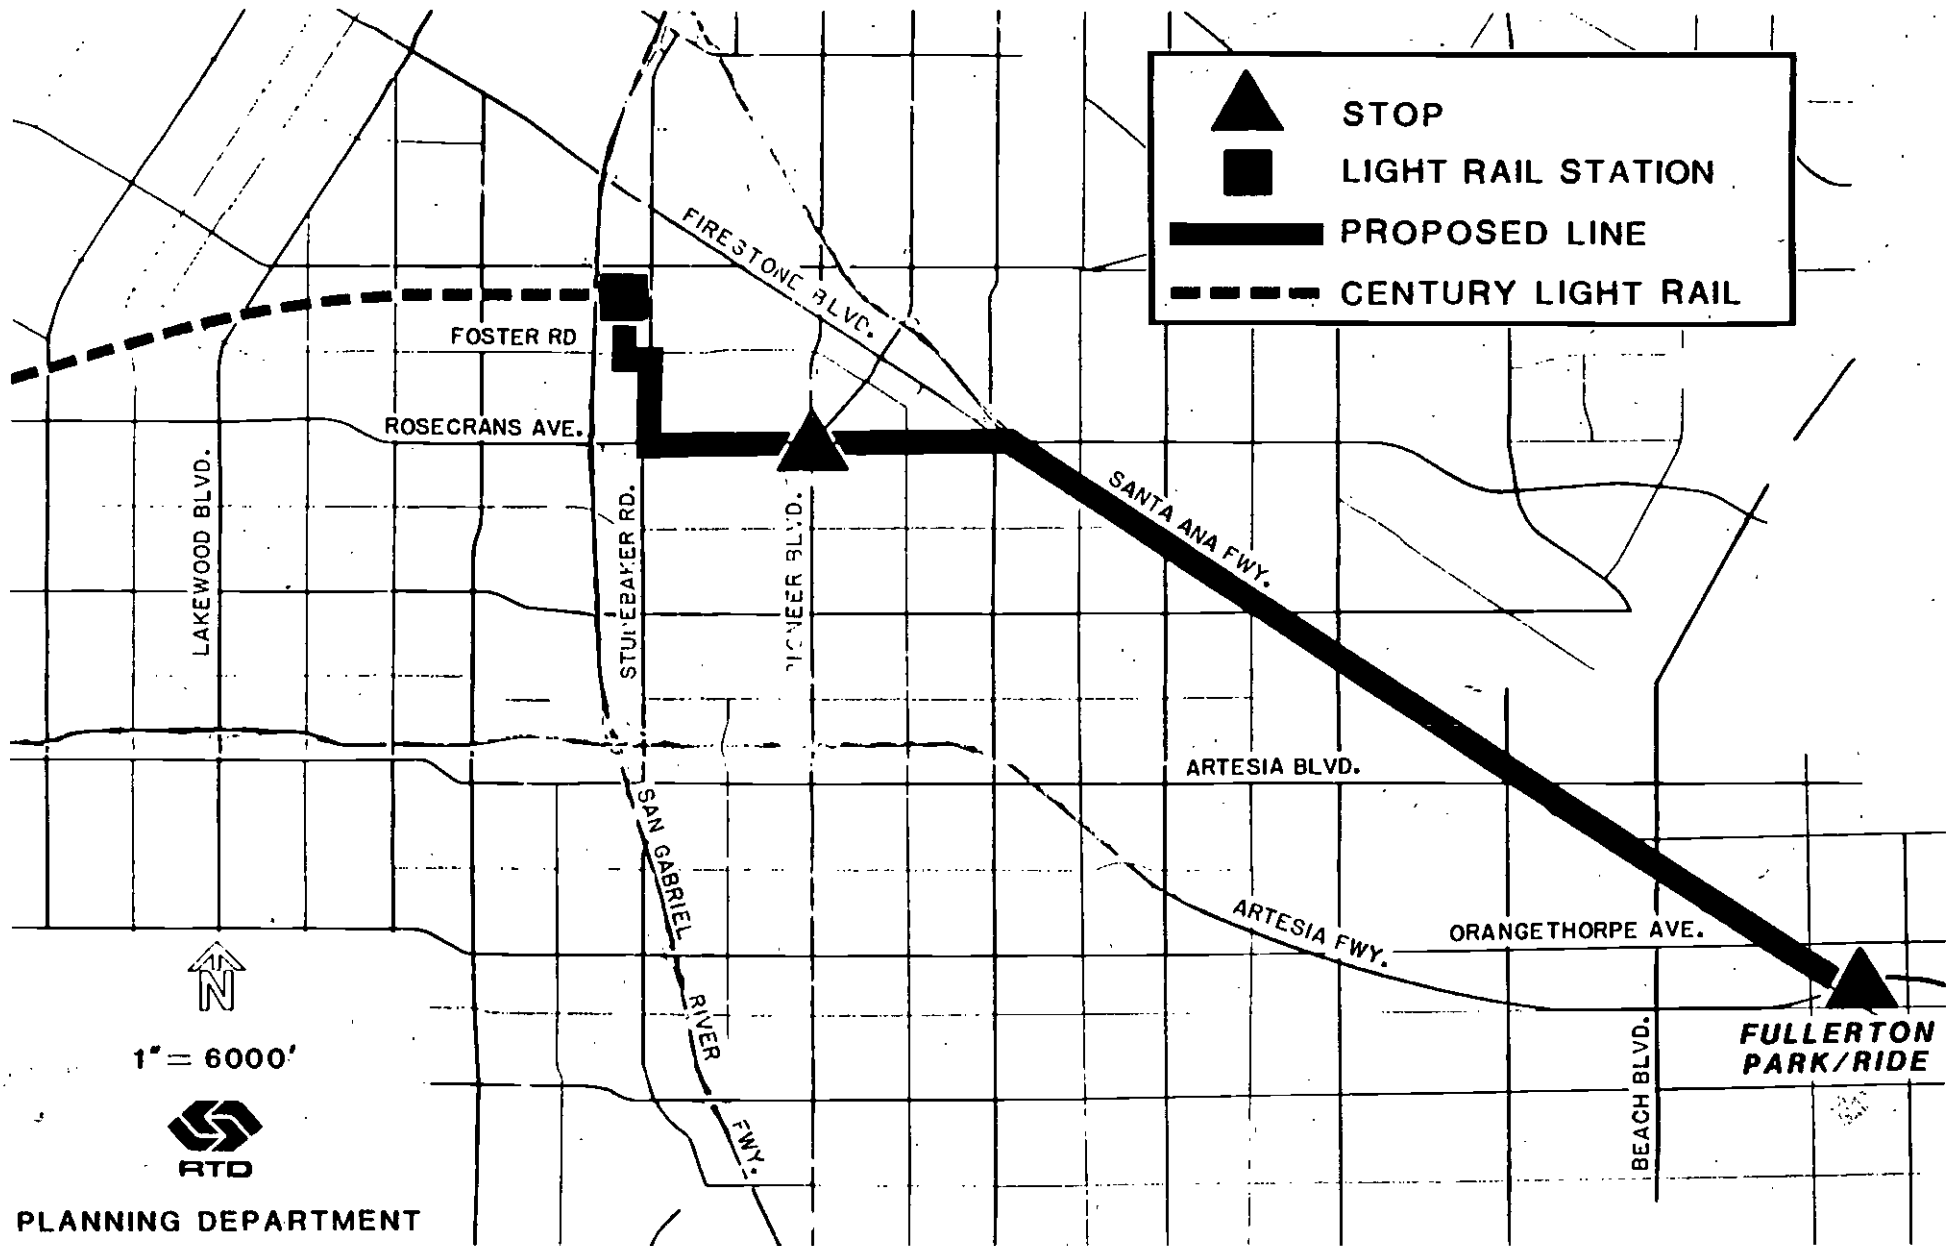 STOP
LIGHT RAIL STATION
PROPOSED LINE
CENTURY LIGHT RAIL
FIRESTONE BLVD.
FOSTER RD
ROSECRANS AVE.
LAKEWOOD BLVD.
STUDEBAKER RD.
PIONEER BLVD.
SANTA ANA FWY.
ARTESIA BLVD.
SAN GABRIEL RIVER FWY.
ARTESIA FWY.
ORANGETHORPE AVE.
BEACH BLVD.
FULLERTON
PARK/RIDE
N
1" = 6000'
RTD
PLANNING DEPARTMENT